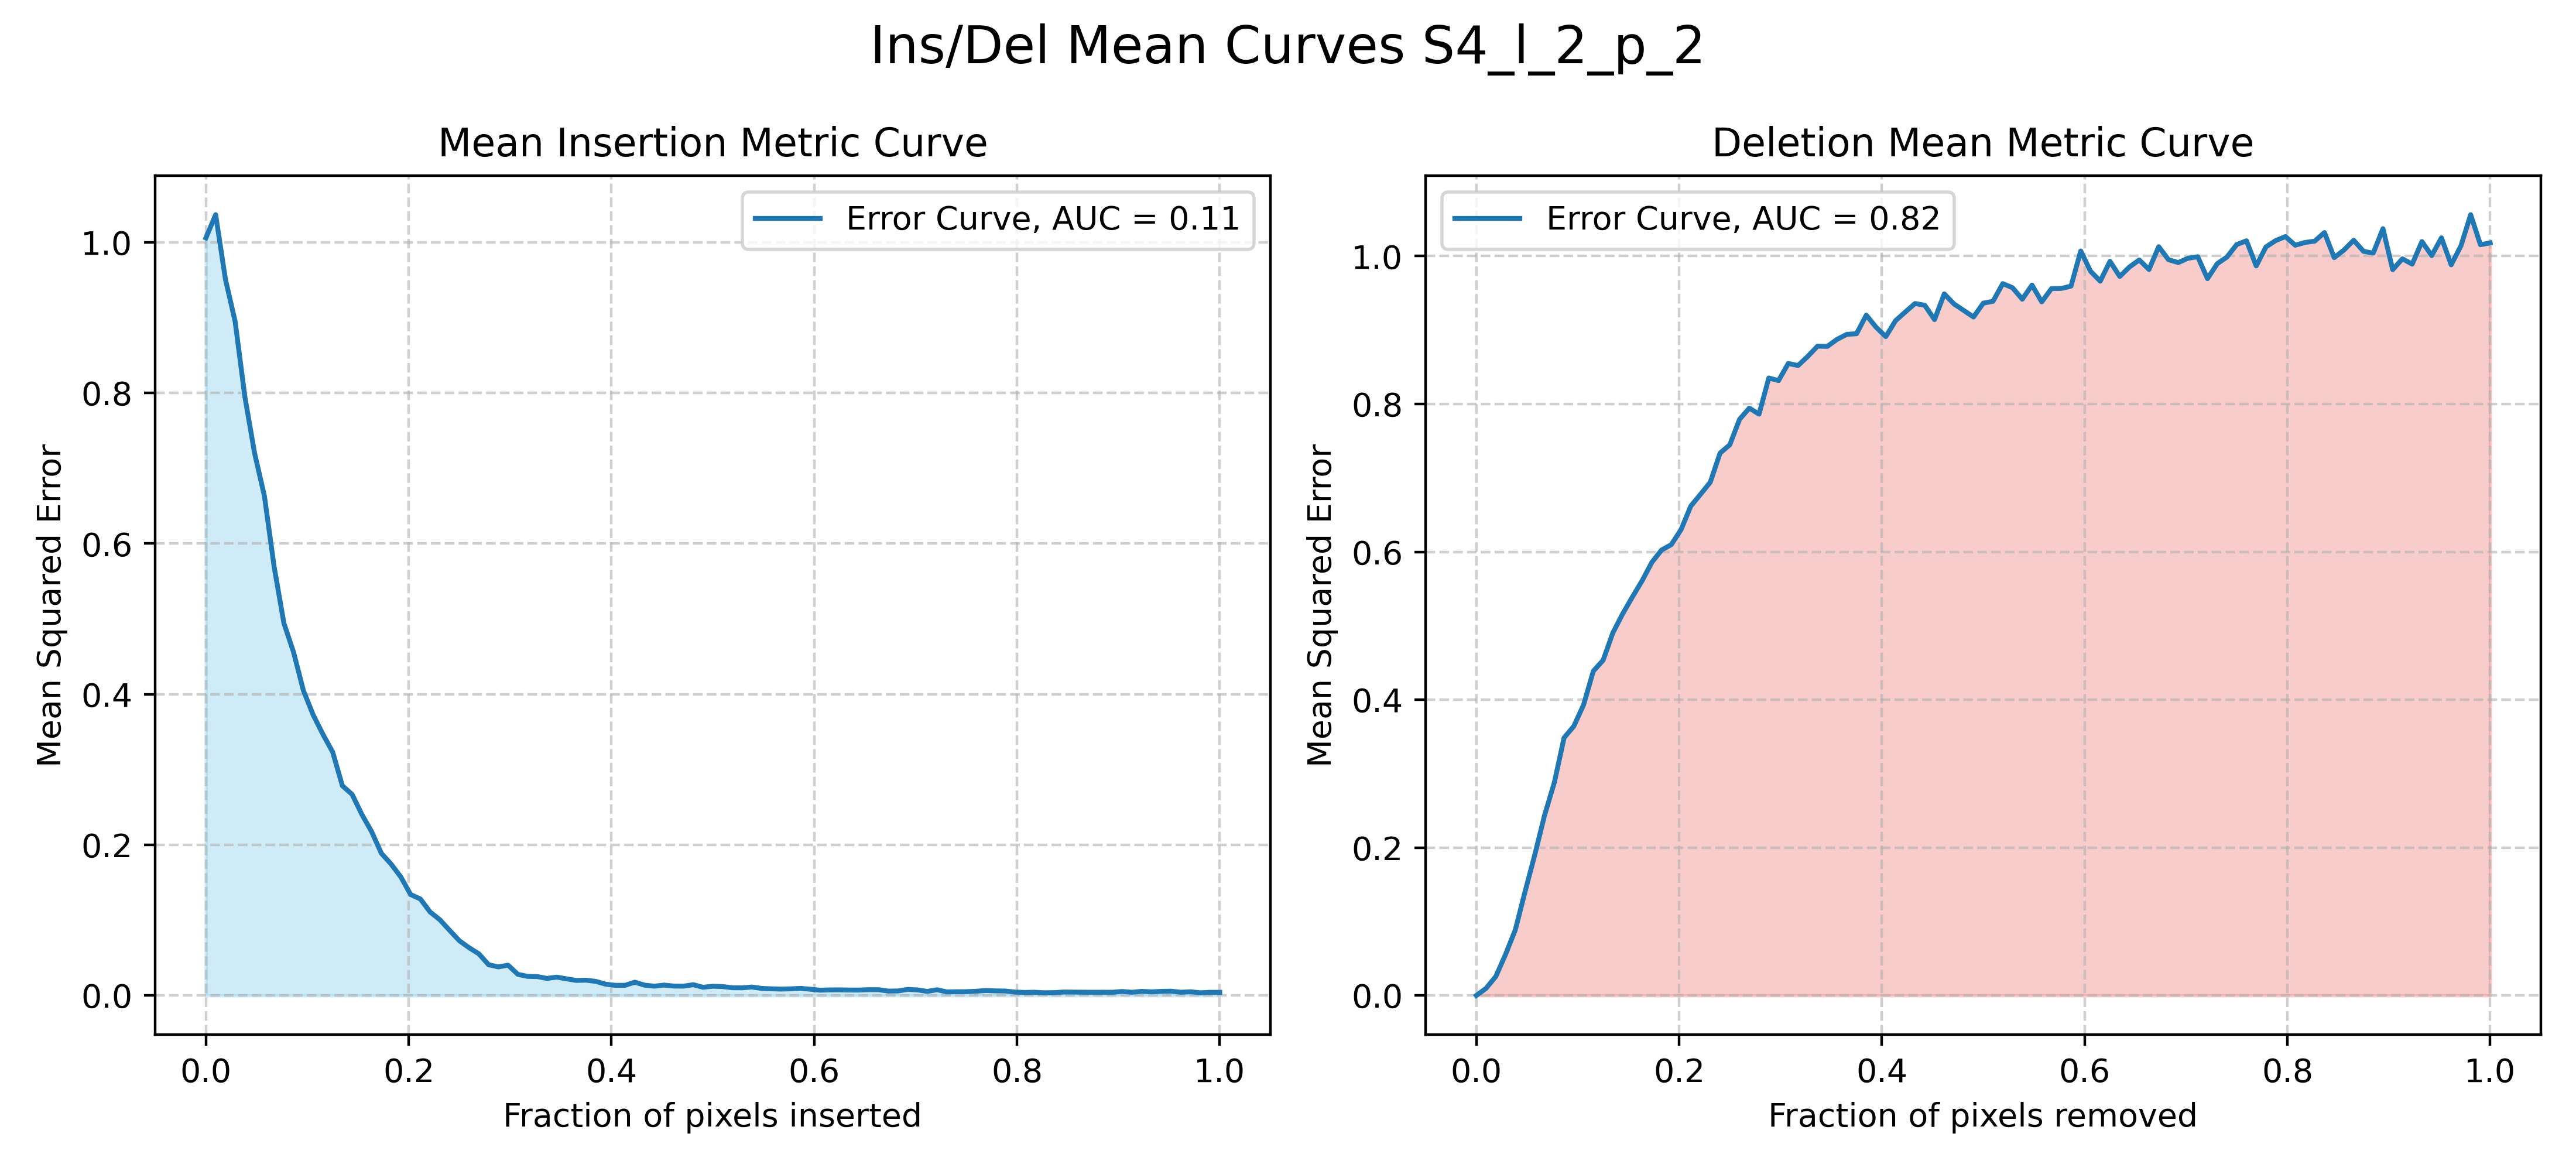 Ins/Del Mean Curves S4_l_2_p_2
Mean Insertion Metric Curve
Error Curve, AUC = 0.11
Mean Squared Error
1.0
0.8
0.6
0.4
0.2
0.0
0.0 0.2 0.4 0.6 0.8 1.0
Fraction of pixels inserted
Deletion Mean Metric Curve
Error Curve, AUC = 0.82
Mean Squared Error
1.0
0.8
0.6
0.4
0.2
0.0
0.0 0.2 0.4 0.6 0.8 1.0
Fraction of pixels removed